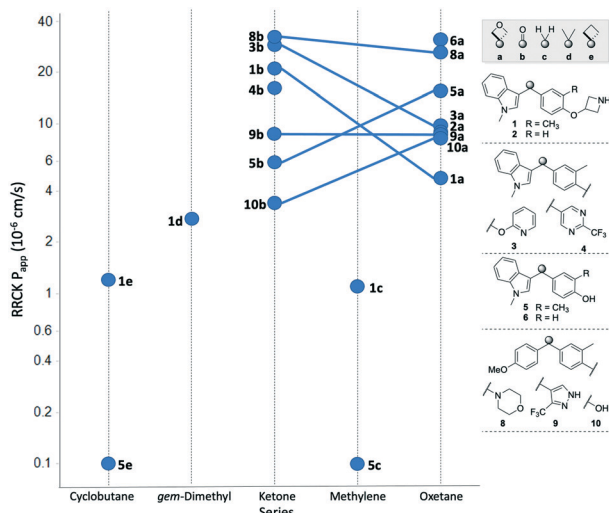 40
20
10
6
4
2
1
0.6
0.4
0.2
0.1
RRCK Papp (10-6 cm/s)
8b
3b
1b
4b
9b
5b
10b
6a
8a
5a
3a
2a
9a
10a
1a
1d
1e
1c
5e
5c
Cyclobutane
gem-Dimethyl
Ketone
Methylene
Oxetane
Series
O
O
H H
a b c d e
N
R
O
NH
1 R = CH3
2 R = H
N
O
N
N
N
CF3
3
4
N
R
OH
5 R = CH3
6 R = H
MeO
N
O
F3C
N
NH
OH
8
9
10